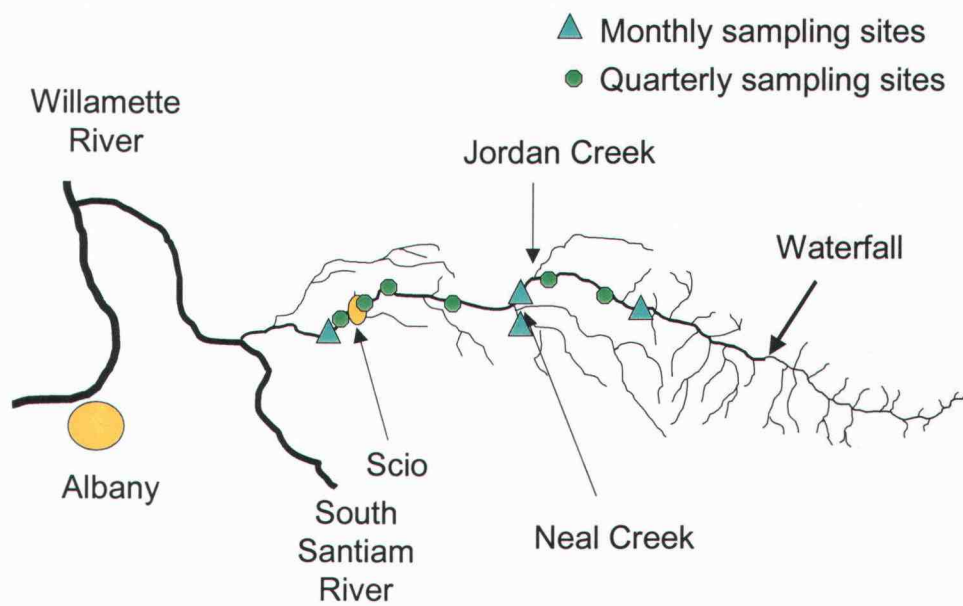 Monthly sampling sites
Quarterly sampling sites
Willamette
River
Jordan Creek
Waterfall
Scio
Albany
South
Santiam
River
Neal Creek